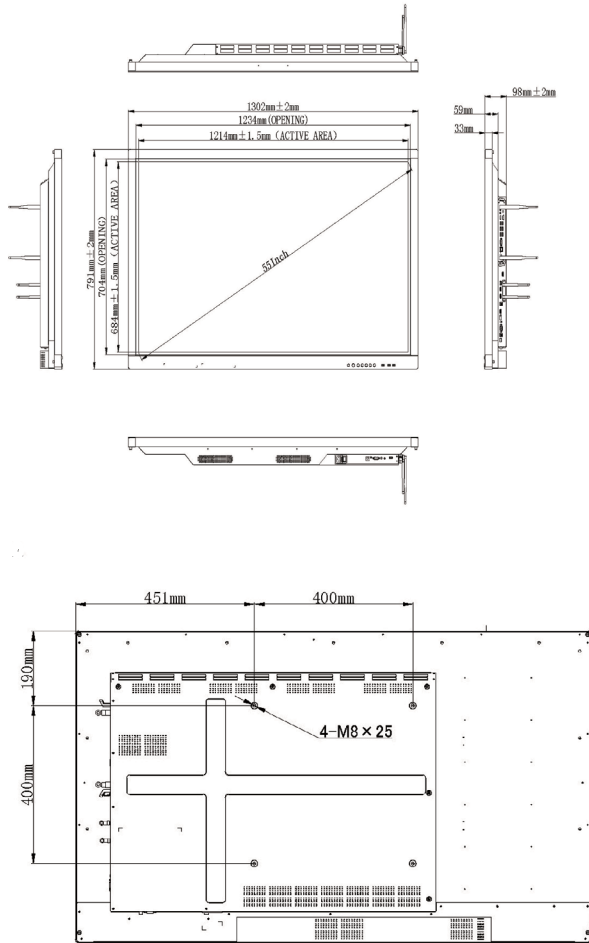 1302mm±2mm
1234mm(OPENING)
1214mm±1.5mm (ACTIVE AREA)
98mm±2mm
59mm
33mm
791mm±2mm
704mm(OPENING)
684mm±1.5mm (ACTIVE AREA)
55Inch
451mm
400mm
190mm
400mm
4-M8×25